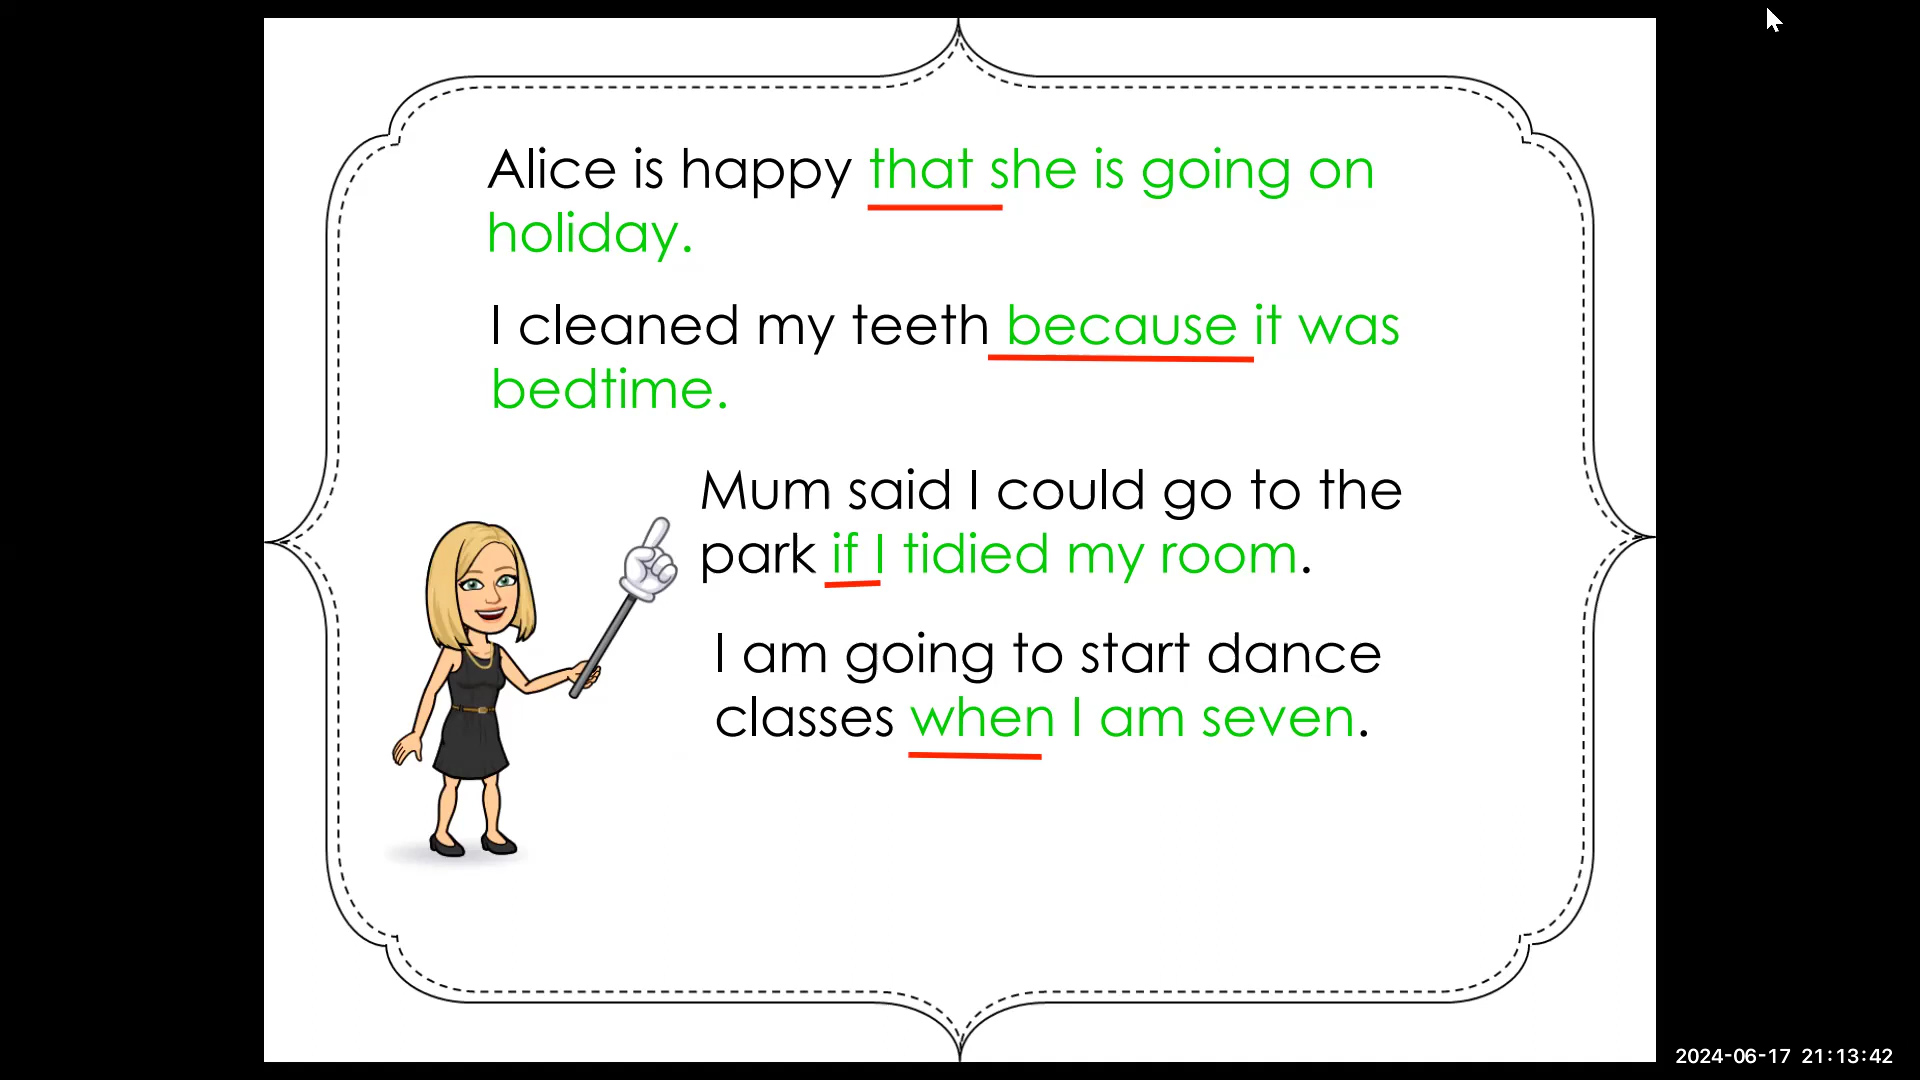 Alice is happy that she is going on
holiday.
I cleaned my teeth because it was
bedtime.
Mum said I could go to the
park if I tidied my room.
I am going to start dance
classes when I am seven.
2024-06-17 21:13:42